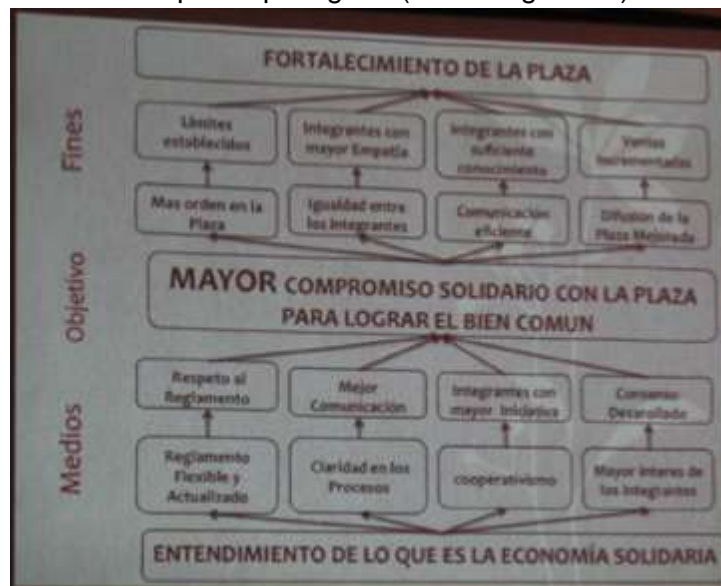 FORTALECIMIENTO DE LA PLAZA
Fines
Límites
establecidos
Integrantes con
mayor Empatía
Integrantes con
suficiente
conocimiento
Ventas
Incrementadas
Mas orden en la
Plaza
Igualdad entre
los Integrantes
Comunicación
eficiente
Difusion de la
Plaza Mejorada
Objetivo
MAYOR COMPROMISO SOLIDARIO CON LA PLAZA
PARA LOGRAR EL BIEN COMUN
Medios
Respeto al
Reglamento
Mejor
Comunicación
Integrantes con
mayor Iniciativa
Consenso
Desarollado
Reglamento
Flexible y
Actualizado
Claridad en los
Procesos
cooperativismo
Mayor interes de
los Integrantes
ENTENDIMIENTO DE LO QUE ES LA ECONOMÍA SOLIDARIA